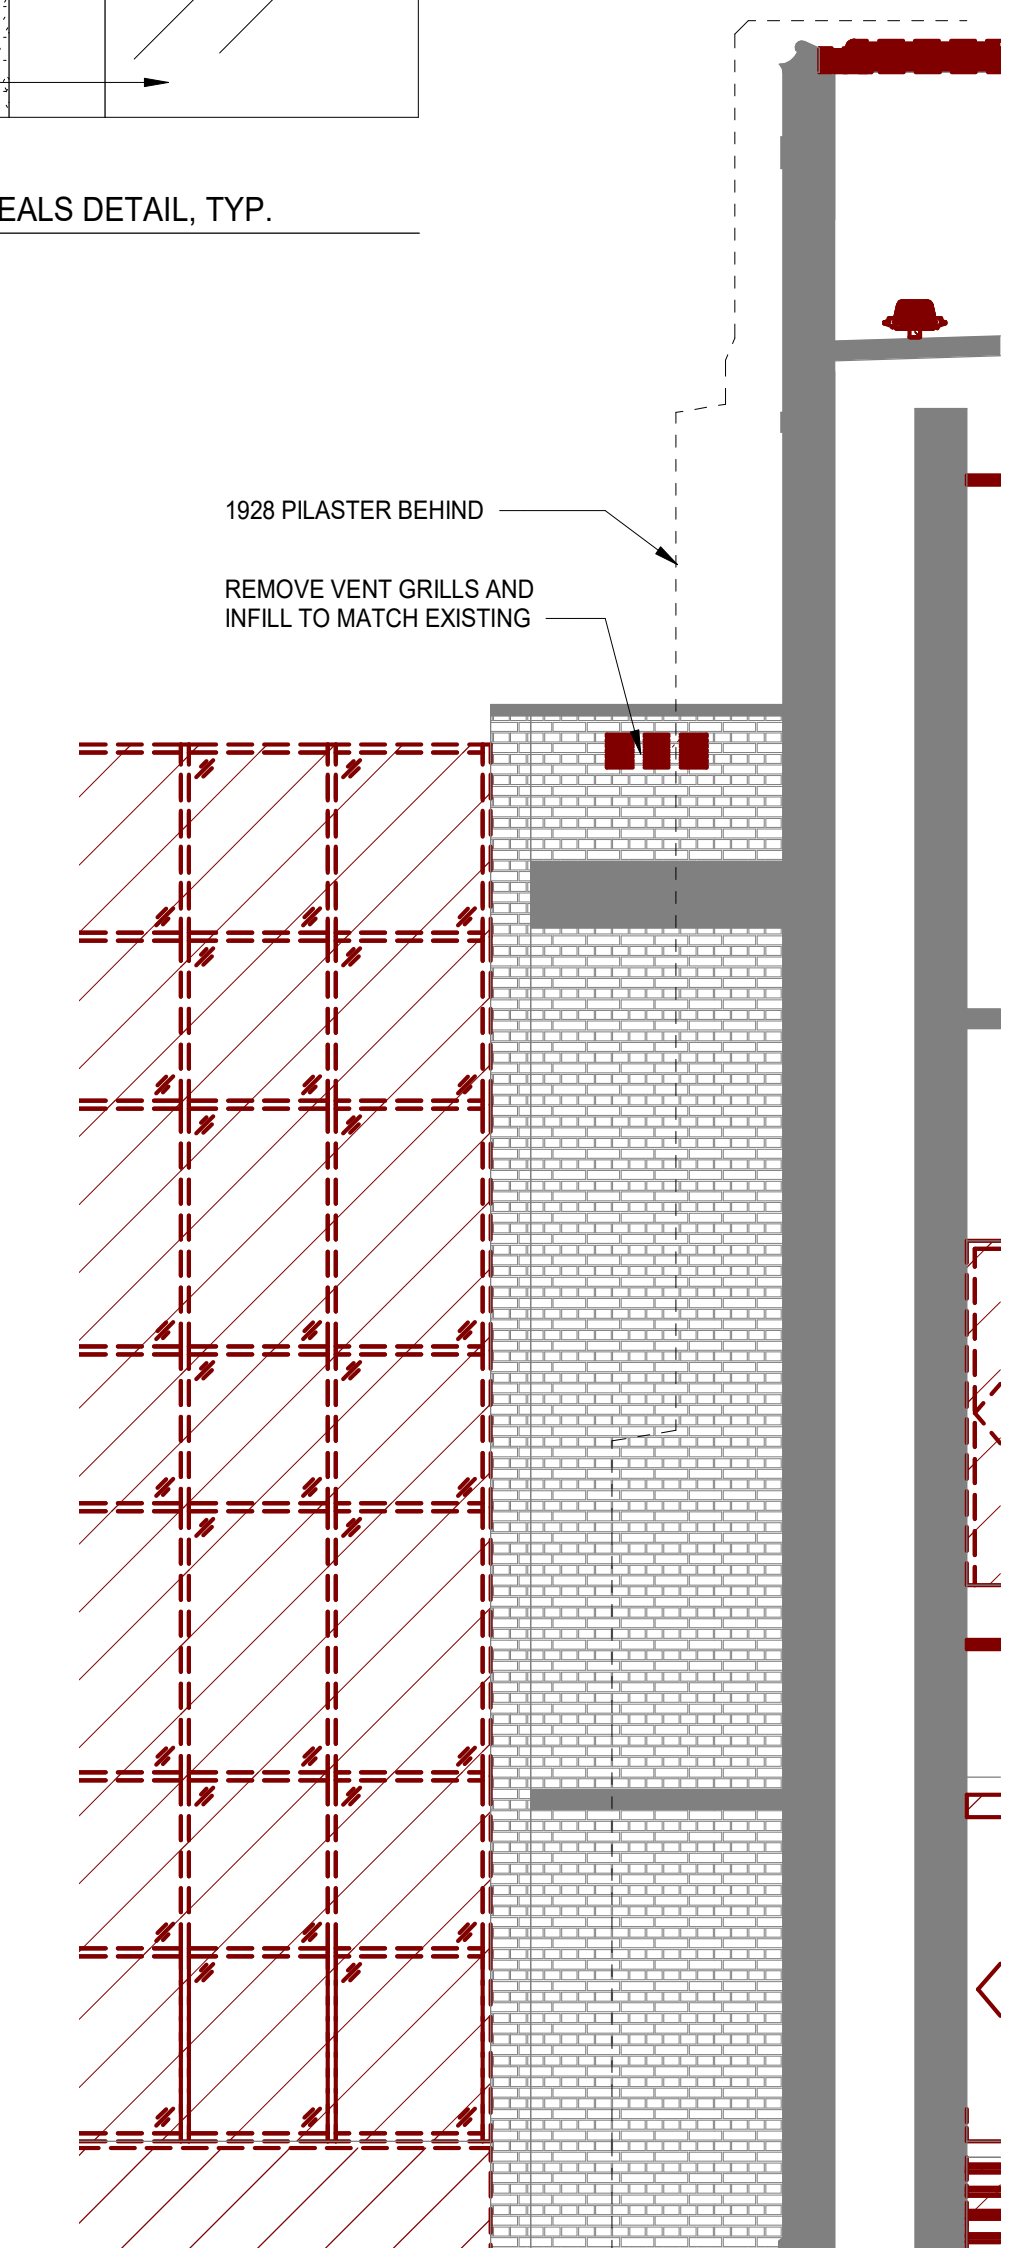 EALS DETAIL, TYP.
1928 PILASTER BEHIND
REMOVE VENT GRILLS AND
INFILL TO MATCH EXISTING